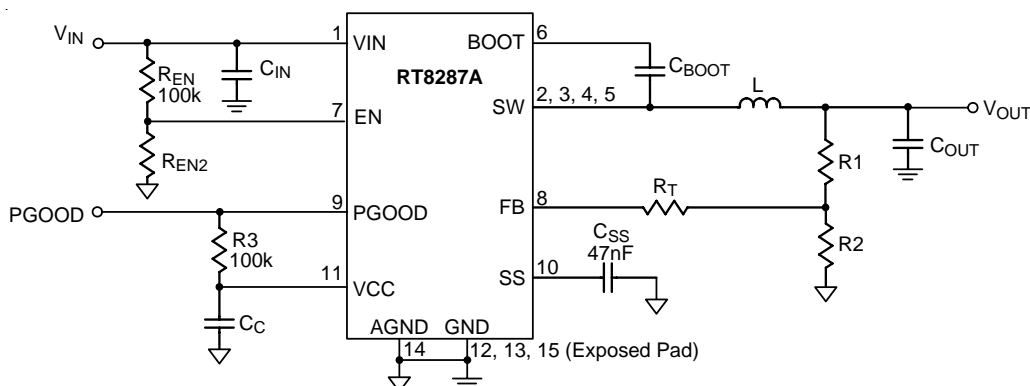 VIN
1
VIN
BOOT
6
CBOOT
REN
100k
CIN
RT8287A
L
SW
2, 3, 4, 5
VOUT
7
EN
COUT
REN2
R1
RT
PGOOD
9
PGOOD
FB
8
R3
100k
CSS
47nF
R2
11
VCC
SS
10
CC
AGND
GND
14
12, 13, 15 (Exposed Pad)